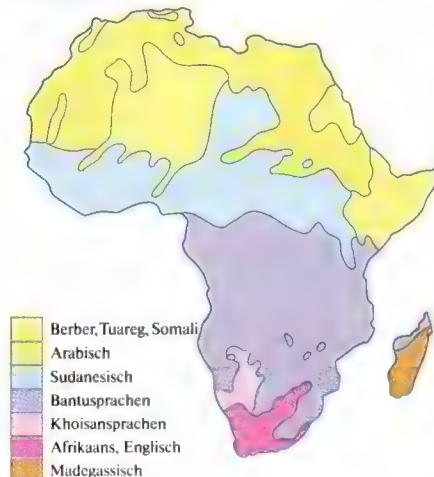 Berber, Tuareg, Somali
Arabisch
Sudanesisch
Bantusprachen
Khoisansprachen
Afrikaans, Englisch
Madegassisch